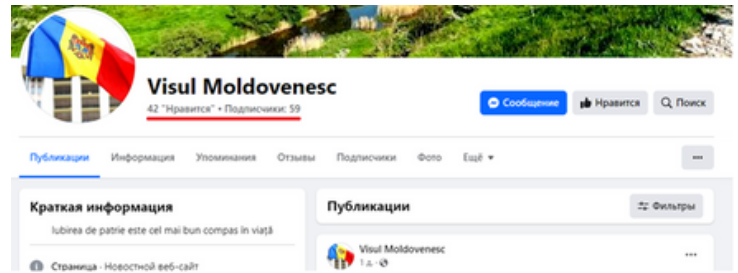 Visul Moldovenesc
42 "Нравится" • Подписчики: 59
Сообщение
Нравится
Поиск
Публикации Информация Упоминания Отзывы Подписчики Фото Ещё
Краткая информация
Iubirea de patrie este cel mai bun compas în viață
Страница · Новостной веб-сайт
Публикации
Фильтры
Visul Moldovenesc
1 д. ·